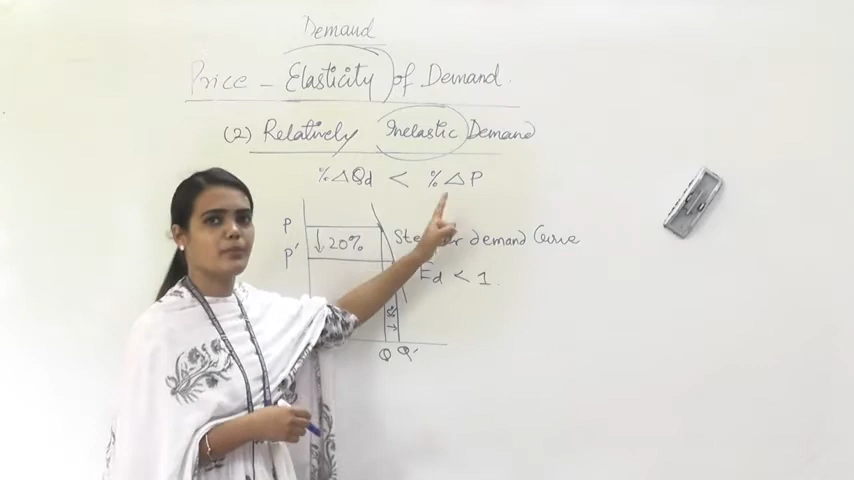 Demand
Price - Elasticity of Demand.
(2) Relatively Inelastic Demand
%ΔQd < %ΔP
P
P'
↓20%
demand Curve
Ed < 1.
Q Q'